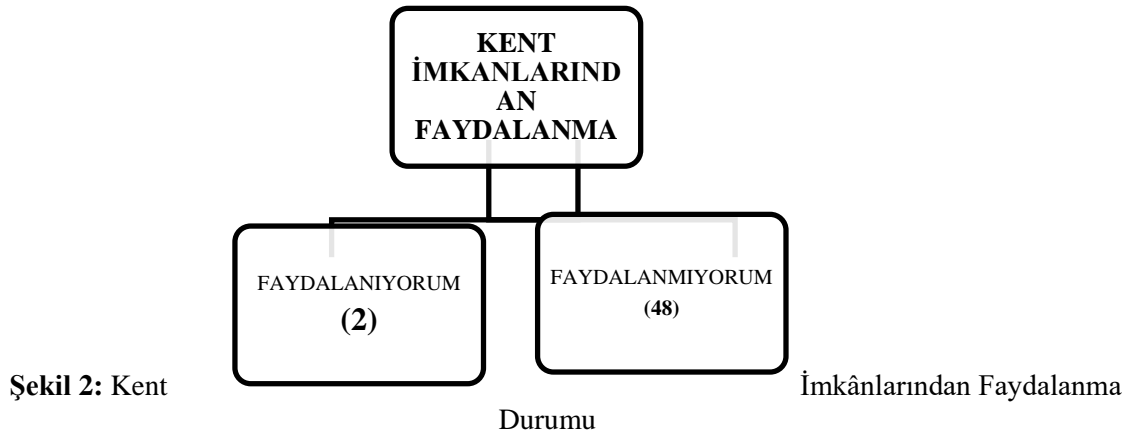 KENT
İMKANLARIND
AN
FAYDALANMA
FAYDALANIYORUM
(2)
FAYDALANMIYORUM
(48)
Şekil 2: Kent İmkânlarından Faydalanma
Durumu